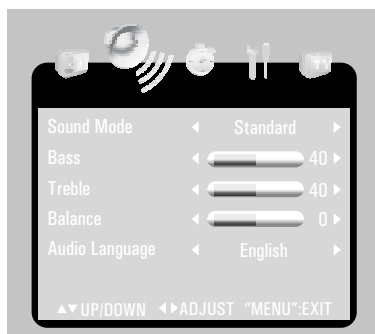 Sound Mode ◀ Standard ▶
Bass ◀ 40 ▶
Treble ◀ 40 ▶
Balance ◀ 0 ▶
Audio Language ◀ English ▶
▲▼UP/DOWN ◀▶ADJUST "MENU":EXIT